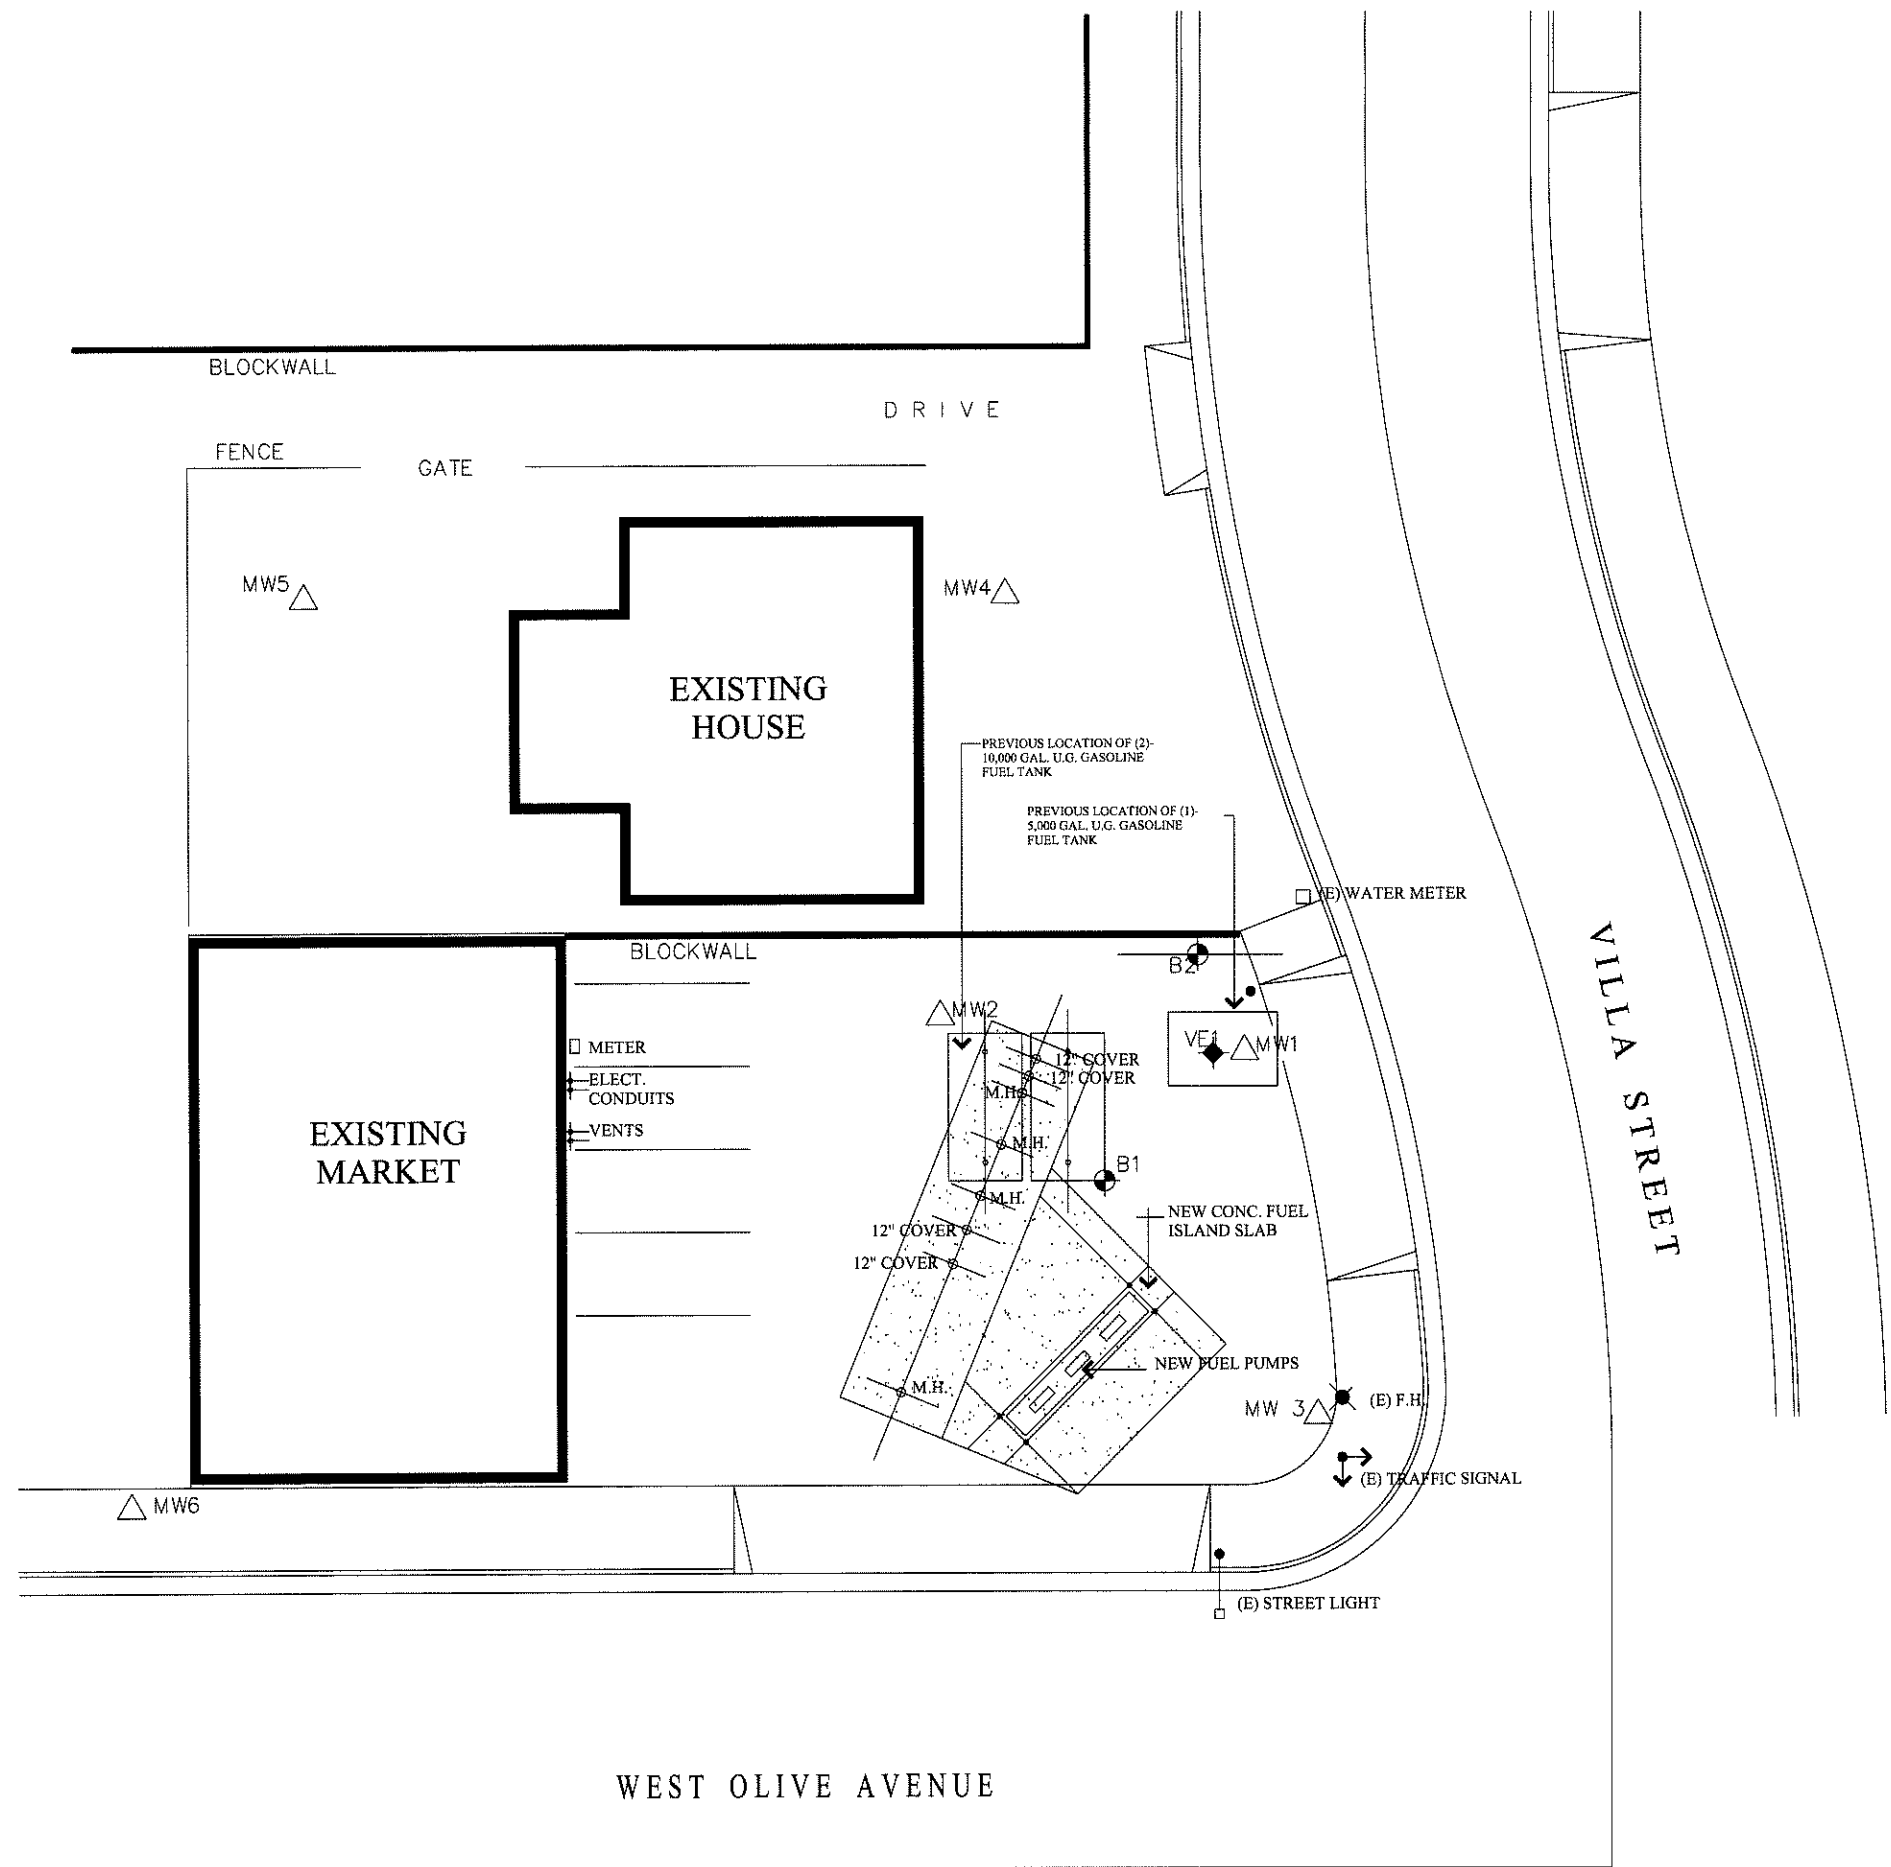 BLOCKWALL
DRIVE
FENCE
GATE
MW5
MW4
EXISTING
HOUSE
PREVIOUS LOCATION OF (2)-
10,000 GAL. U.G. GASOLINE
FUEL TANK
PREVIOUS LOCATION OF (1)-
5,000 GAL. U.G. GASOLINE
FUEL TANK
(E) WATER METER
BLOCKWALL
B2
MW2
VE1
MW1
METER
12" COVER
12" COVER
ELECT.
CONDUITS
M.H.
VENTS
M.H.
EXISTING
MARKET
B1
M.H.
NEW CONC. FUEL
ISLAND SLAB
12" COVER
12" COVER
VILLA STREET
NEW FUEL PUMPS
M.H.
MW 3
(E) F.H.
(E) TRAFFIC SIGNAL
MW6
(E) STREET LIGHT
WEST OLIVE AVENUE